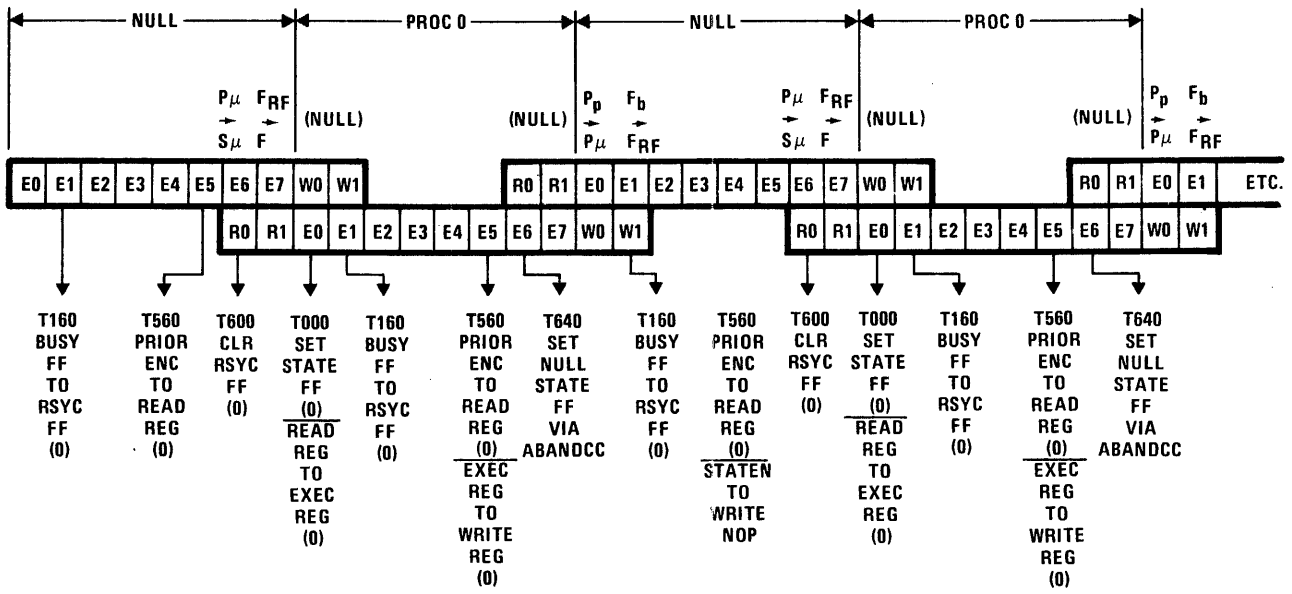 NULL PROC 0 NULL PROC 0
Pμ FRF (NULL) (NULL) Pp Fb Pμ FRF (NULL) (NULL) Pp Fb
Sμ F Pμ FRF Sμ F Pμ FRF
E0 E1 E2 E3 E4 E5 E6 E7 W0 W1 R0 R1 E0 E1 E2 E3 E4 E5 E6 E7 W0 W1 R0 R1 E0 E1 ETC.
R0 R1 E0 E1 E2 E3 E4 E5 E6 E7 W0 W1 R0 R1 E0 E1 E2 E3 E4 E5 E6 E7 W0 W1
T160
BUSY
FF
TO
RSYC
FF
(0)
T560
PRIOR
ENC
TO
READ
REG
(0)
T600
CLR
RSYC
FF
(0)
T000
SET
STATE
FF
(0)
READ
REG
TO
EXEC
REG
(0)
T160
BUSY
FF
TO
RSYC
FF
(0)
T560
PRIOR
ENC
TO
READ
REG
(0)
EXEC
REG
TO
WRITE
REG
(0)
T640
SET
NULL
STATE
FF
VIA
ABANDCC
T160
BUSY
FF
TO
RSYC
FF
(0)
T560
PRIOR
ENC
TO
READ
REG
(0)
STATEN
TO
WRITE
NOP
T600
CLR
RSYC
FF
(0)
T000
SET
STATE
FF
(0)
READ
REG
TO
EXEC
REG
(0)
T160
BUSY
FF
TO
RSYC
FF
(0)
T560
PRIOR
ENC
TO
READ
REG
(0)
EXEC
REG
TO
WRITE
REG
(0)
T640
SET
NULL
STATE
FF
VIA
ABANDCC